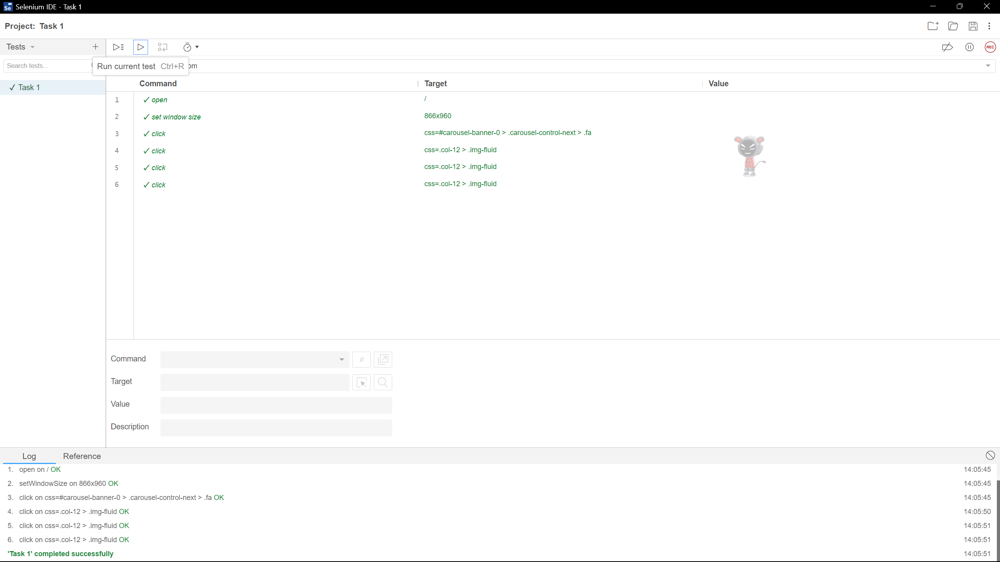 Selenium IDE - Task 1
Project: Task 1
Tests
REC
Search tests...
Run current test Ctrl+R
om
✓ Task 1
Command Target Value
1 ✓ open /
2 ✓ set window size 866x960
3 ✓ click css=#carousel-banner-0 > .carousel-control-next > .fa
4 ✓ click css=.col-12 > .img-fluid
5 ✓ click css=.col-12 > .img-fluid
6 ✓ click css=.col-12 > .img-fluid
Command //
Target
Value
Description
Log Reference
1. open on / OK 14:05:45
2. setWindowSize on 866x960 OK 14:05:45
3. click on css=#carousel-banner-0 > .carousel-control-next > .fa OK 14:05:45
4. click on css=.col-12 > .img-fluid OK 14:05:50
5. click on css=.col-12 > .img-fluid OK 14:05:51
6. click on css=.col-12 > .img-fluid OK 14:05:51
'Task 1' completed successfully 14:05:51